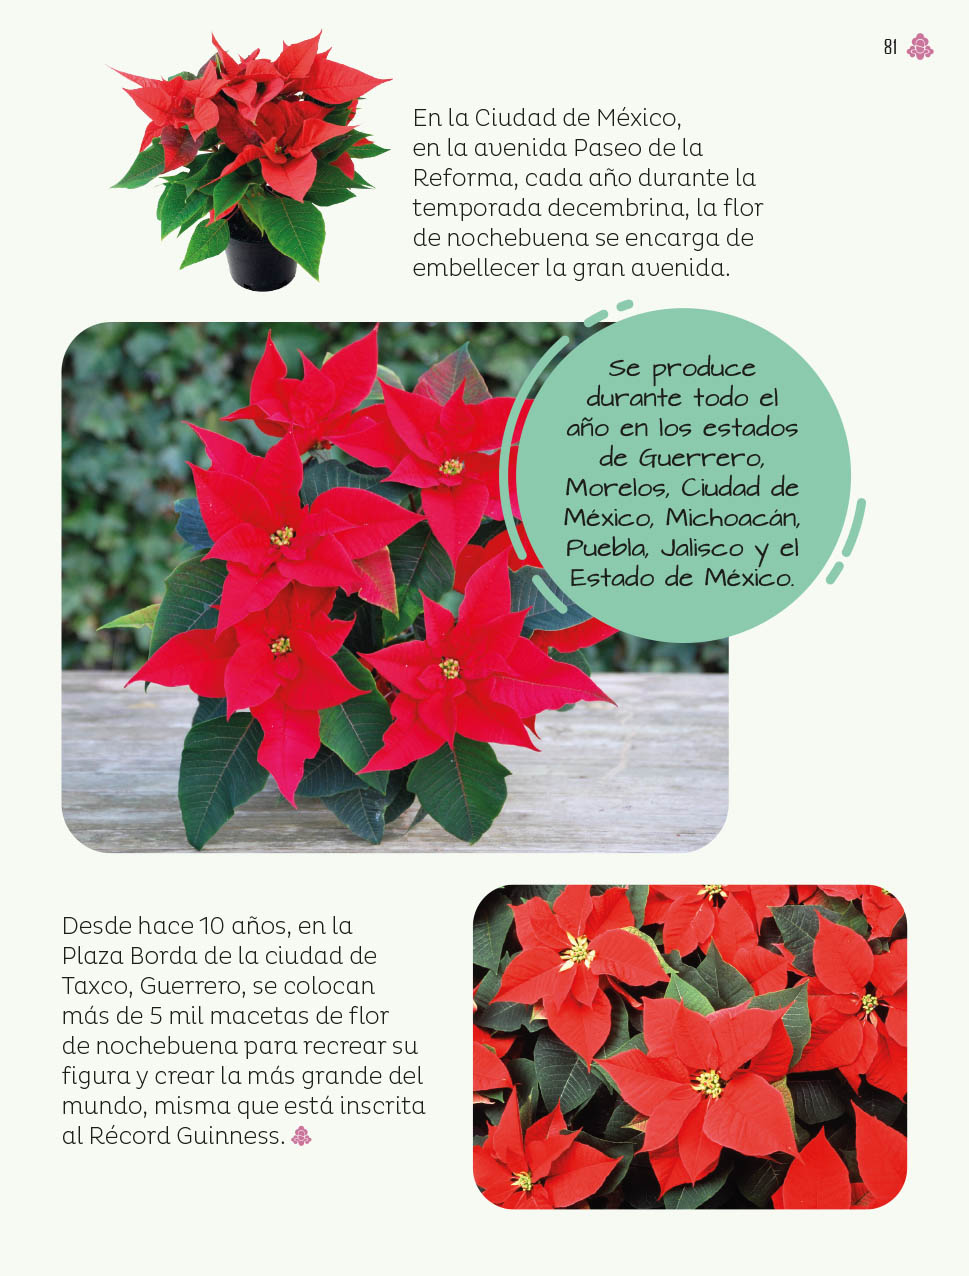 81
En la Ciudad de México,
en la avenida Paseo de la
Reforma, cada año durante la
temporada decembrina, la flor
de nochebuena se encarga de
embellecer la gran avenida.
Se produce
durante todo el
año en los estados
de Guerrero,
Morelos, Ciudad de
México, Michoacán,
Puebla, Jalisco y el
Estado de México.
Desde hace 10 años, en la
Plaza Borda de la ciudad de
Taxco, Guerrero, se colocan
más de 5 mil macetas de flor
de nochebuena para recrear su
figura y crear la más grande del
mundo, misma que está inscrita
al Récord Guinness.